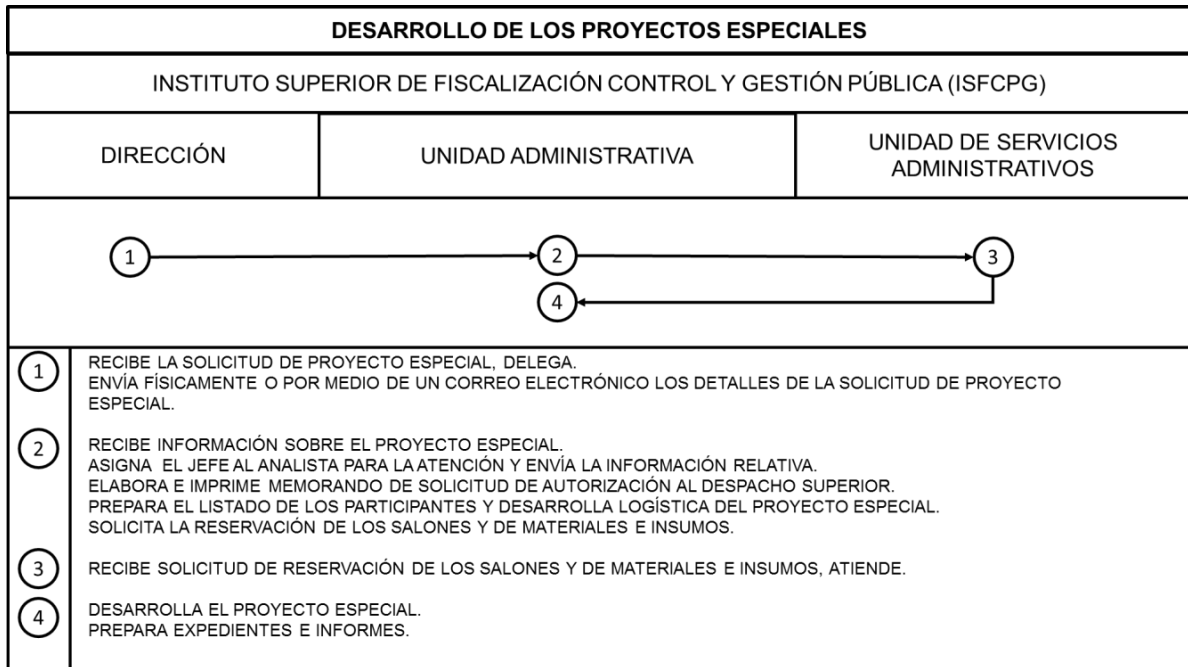 DESARROLLO DE LOS PROYECTOS ESPECIALES
INSTITUTO SUPERIOR DE FISCALIZACIÓN CONTROL Y GESTIÓN PÚBLICA (ISFCPG)
DIRECCIÓN
UNIDAD ADMINISTRATIVA
UNIDAD DE SERVICIOS
ADMINISTRATIVOS
1
2
3
4
1
RECIBE LA SOLICITUD DE PROYECTO ESPECIAL, DELEGA.
ENVÍA FÍSICAMENTE O POR MEDIO DE UN CORREO ELECTRÓNICO LOS DETALLES DE LA SOLICITUD DE PROYECTO
ESPECIAL.
2
RECIBE INFORMACIÓN SOBRE EL PROYECTO ESPECIAL.
ASIGNA EL JEFE AL ANALISTA PARA LA ATENCIÓN Y ENVÍA LA INFORMACIÓN RELATIVA.
ELABORA E IMPRIME MEMORANDO DE SOLICITUD DE AUTORIZACIÓN AL DESPACHO SUPERIOR.
PREPARA EL LISTADO DE LOS PARTICIPANTES Y DESARROLLA LOGÍSTICA DEL PROYECTO ESPECIAL.
SOLICITA LA RESERVACIÓN DE LOS SALONES Y DE MATERIALES E INSUMOS.
3
RECIBE SOLICITUD DE RESERVACIÓN DE LOS SALONES Y DE MATERIALES E INSUMOS, ATIENDE.
4
DESARROLLA EL PROYECTO ESPECIAL.
PREPARA EXPEDIENTES E INFORMES.